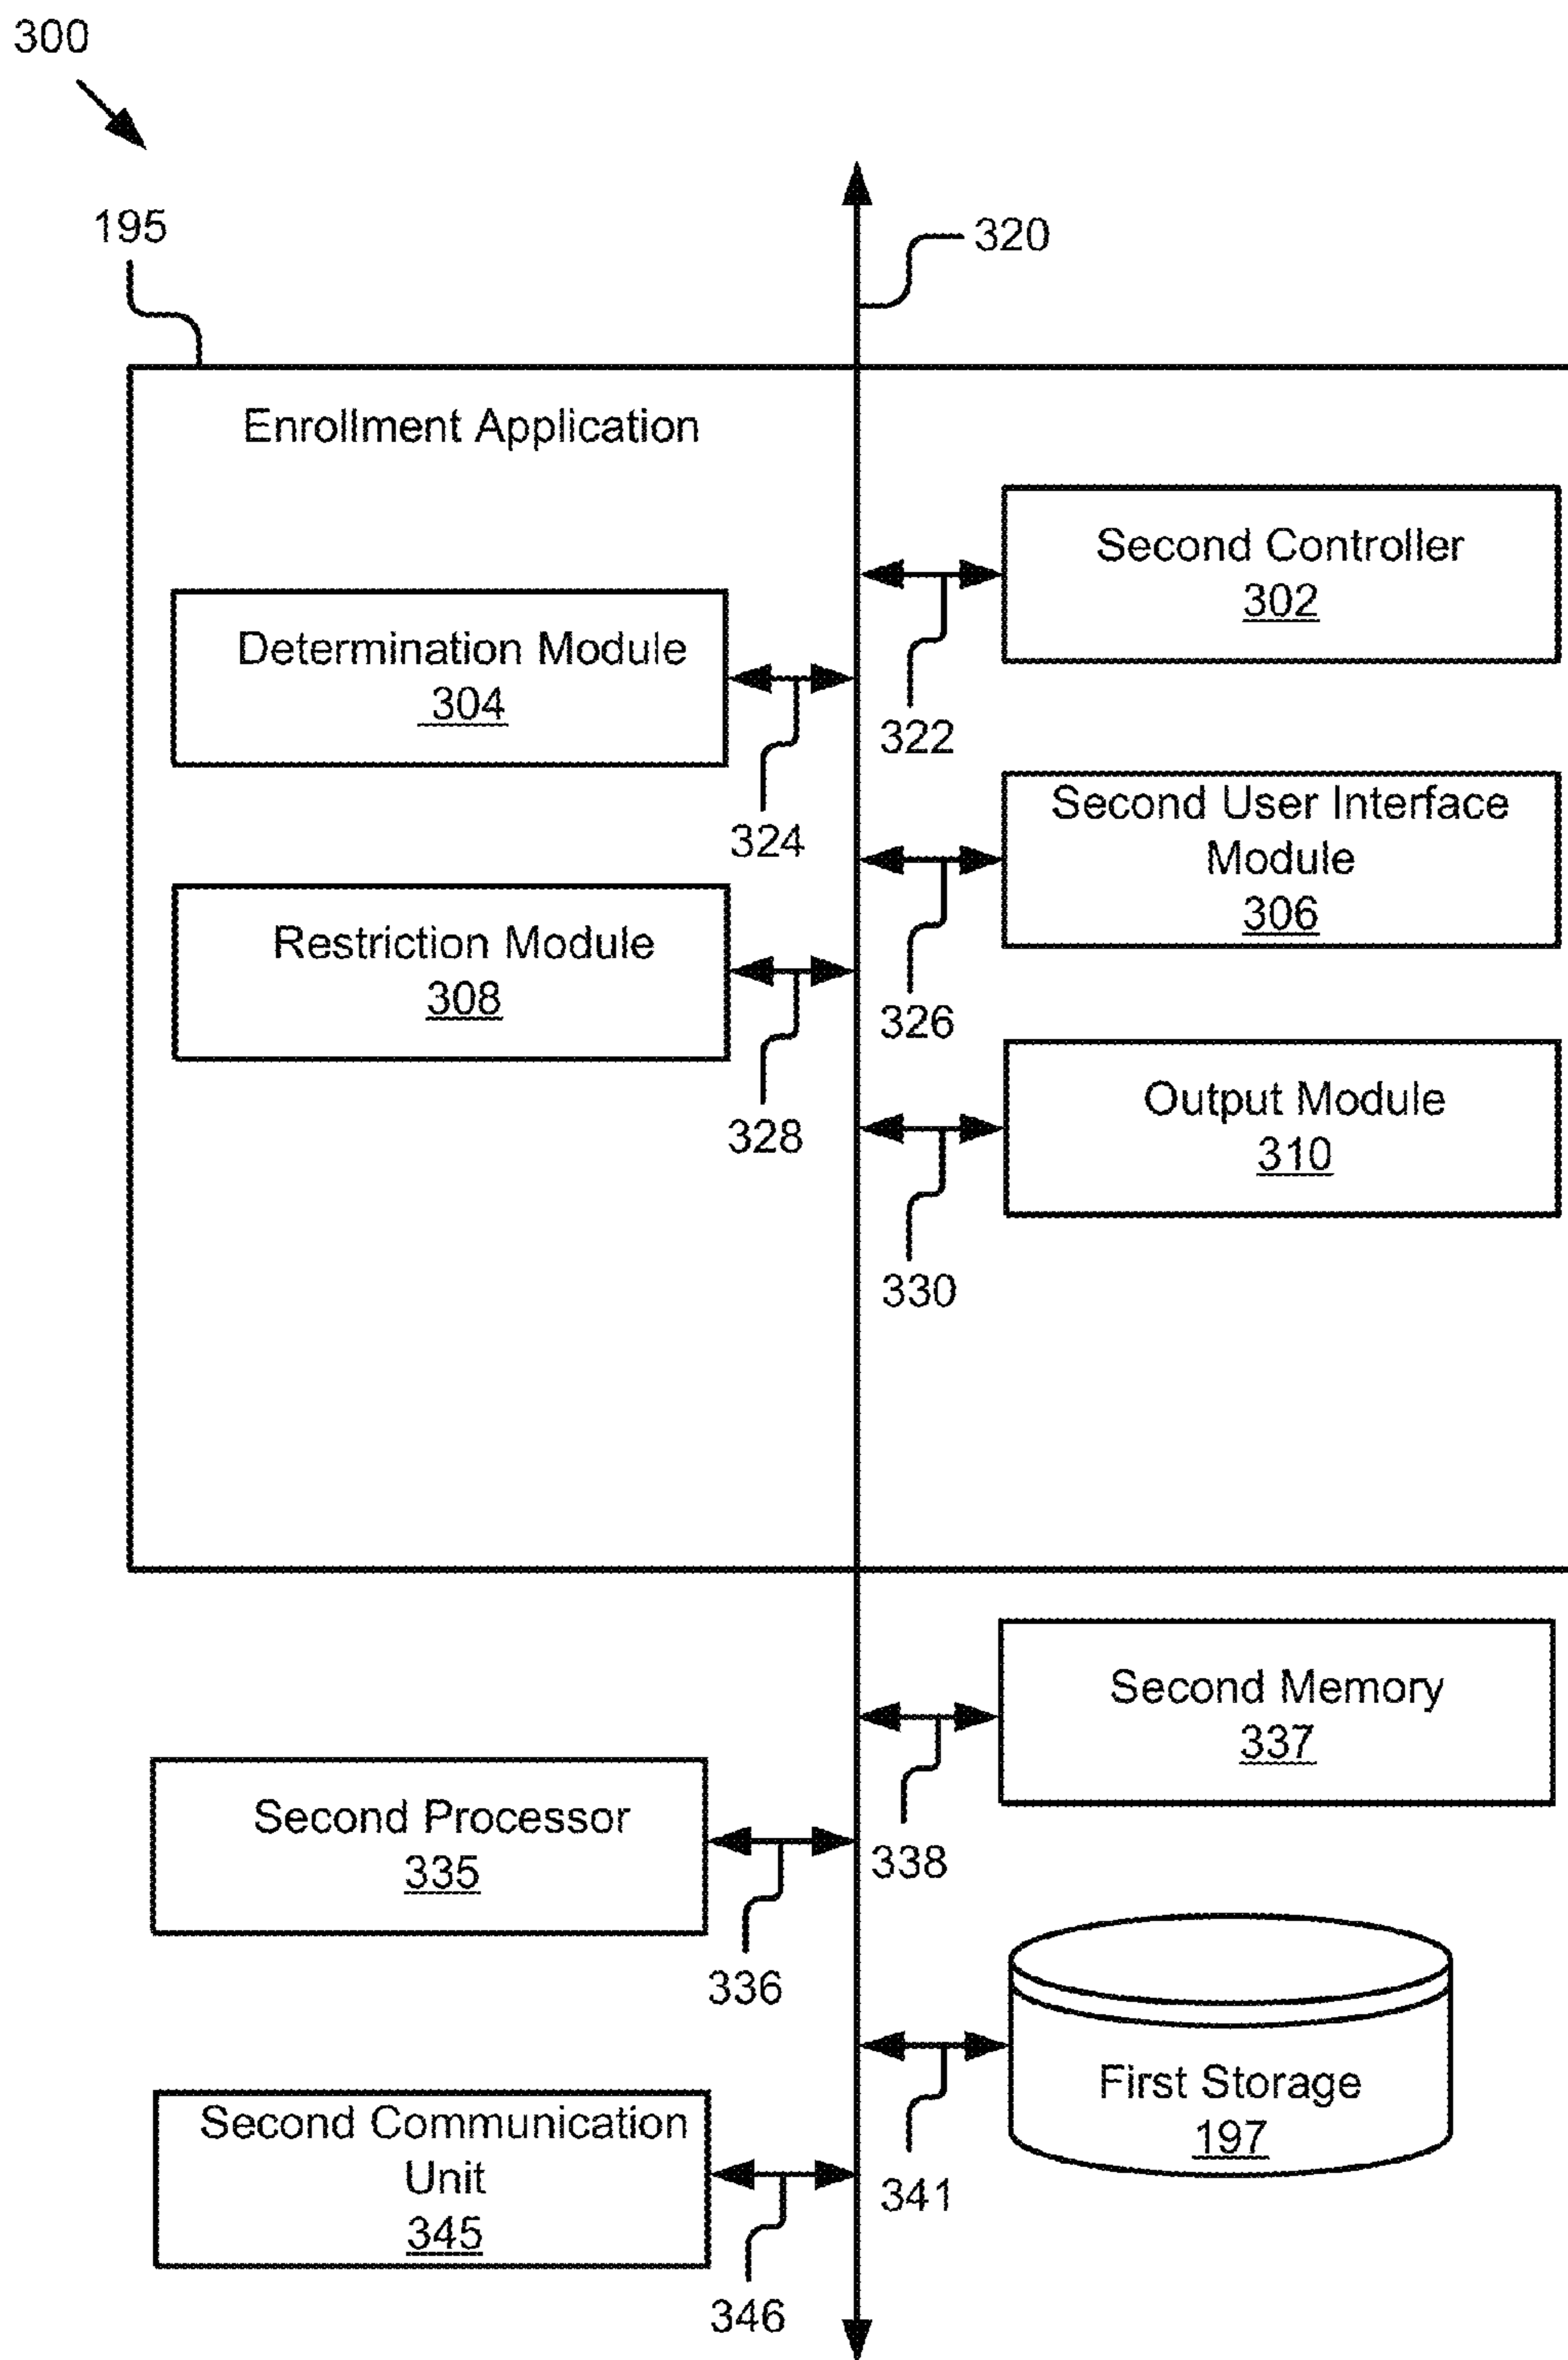 300
195
320
Enrollment Application
Second Controller
302
Determination Module
304
322
324
Second User Interface
Module
306
Restriction Module
308
326
328
Output Module
310
330
Second Memory
337
Second Processor
335
338
336
First Storage
197
Second Communication
Unit
345
341
346